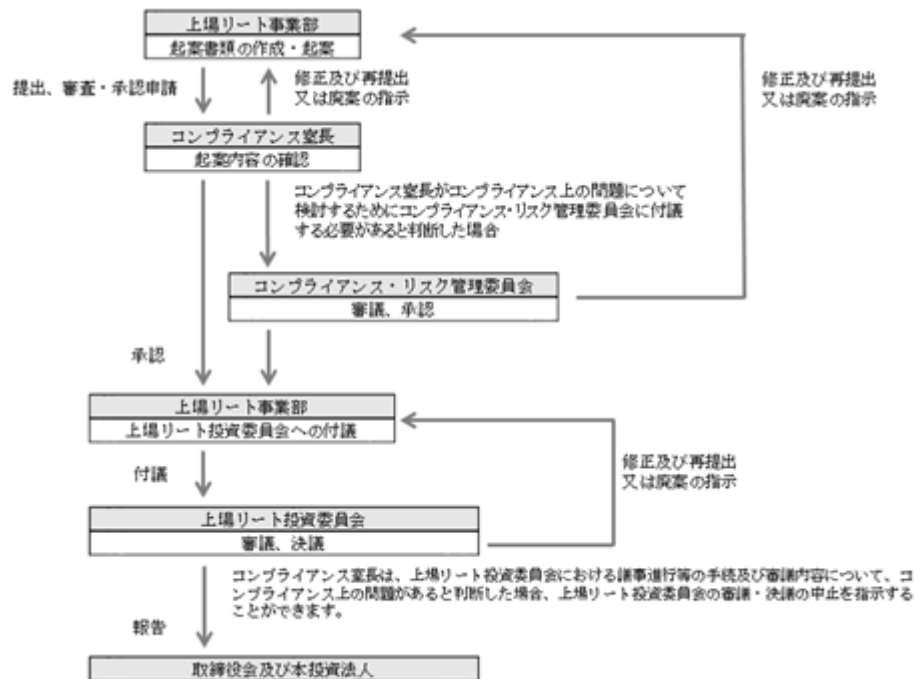 上場リート事業部
起案書類の作成・起案
提出、審査・承認申請
修正及び再提出
又は廃案の指示
修正及び再提出
又は廃案の指示
コンプライアンス室長
起案内容の確認
コンプライアンス室長がコンプライアンス上の問題について
検討するためにコンプライアンス・リスク管理委員会に付議
する必要があると判断した場合
コンプライアンス・リスク管理委員会
審議、承認
承認
上場リート事業部
上場リート投資委員会への付議
付議
修正及び再提出
又は廃案の指示
上場リート投資委員会
審議、決議
コンプライアンス室長は、上場リート投資委員会における議事進行等の手続及び審議内容について、コ
ンプライアンス上の問題があると判断した場合、上場リート投資委員会の審議・決議の中止を指示する
ことができます。
報告
取締役会及び本投資法人